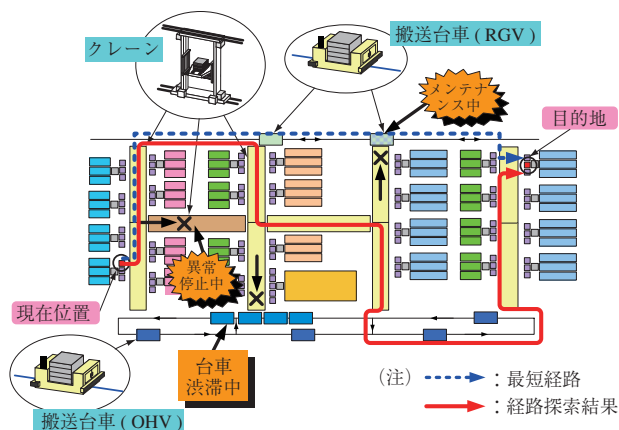 クレーン
搬送台車 ( RGV )
メンテナ
ンス中
目的地
異常
停止中
現在位置
台車
渋滞中
搬送台車 ( OHV )
(注) :最短経路
:経路探索結果